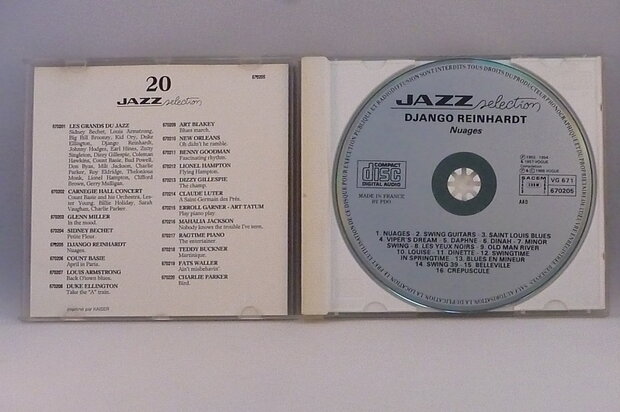 20
670205
JAZZ selection
670201 LES GRANDS DU JAZZ
Sidney Bechet, Louis Armstrong,
Big Bill Broonzy, Kid Ory, Duke
Ellington, Django Reinhardt,
Johnny Hodges, Earl Hines, Zutty
Singleton, Dizzy Gillespie, Coleman
Hawkins, Count Basie, Bud Powell,
Don Byas, Milt Jackson, Charlie
Parker, Roy Eldridge, Thelonious
Monk, Lionel Hampton, Clifford
Brown, Gerry Mulligan.
670202 CARNEGIE HALL CONCERT
Count Basie and his Orchestra, Les-
ter Young, Billie Holiday, Sarah
Vaughan, Charlie Parker
670203 GLENN MILLER
In the mood.
670204 SIDNEY BECHET
Petite Fleur.
670205 DJANGO REINHARDT
Nuages.
670206 COUNT BASIE
April in Paris.
670207 LOUIS ARMSTRONG
Back O'town blues.
670208 DUKE ELLINGTON
Take the "A" train.
670209 ART BLAKEY
Blues march.
670210 NEW ORLEANS
Oh didn't he ramble.
670211 BENNY GOODMAN
Fascinating rhythm.
670212 LIONEL HAMPTON
Flying Hampton.
670213 DIZZY GILLESPIE
The champ.
670214 CLAUDE LUTER
A Saint-Germain des Prés.
670215 ERROLL GARNER - ART TATUM
Play piano play.
670216 MAHALIA JACKSON
Nobody knows the trouble I've seen.
670217 RAGTIME PIANO
The entertainer.
670218 TEDDY BUCKNER
Martinique.
670219 FATS WALLER
Ain't misbehavin'.
670220 CHARLIE PARKER
Bird.
imprimé par KAISER
JAZZ selection
DJANGO REINHARDT
Nuages
COMPACT
disc
DIGITAL AUDIO
MADE IN FRANCE
BY PDO
SACEM
VG 671
670205
AAD
1. NUAGES - 2. SWING GUITARS - 3. SAINT LOUIS BLUES
4. VIPER'S DREAM - 5. DAPHNE - 6. DINAH - 7. MINOR
SWING - 8. LES YEUX NOIRS - 9. OLD MAN RIVER
10. LOUISE - 11. DINETTE - 12. SWINGTIME
IN SPRINGTIME - 13. BLUES EN MINEUR
14. SWING 39 - 15. BELLEVILLE
16. CREPUSCULE